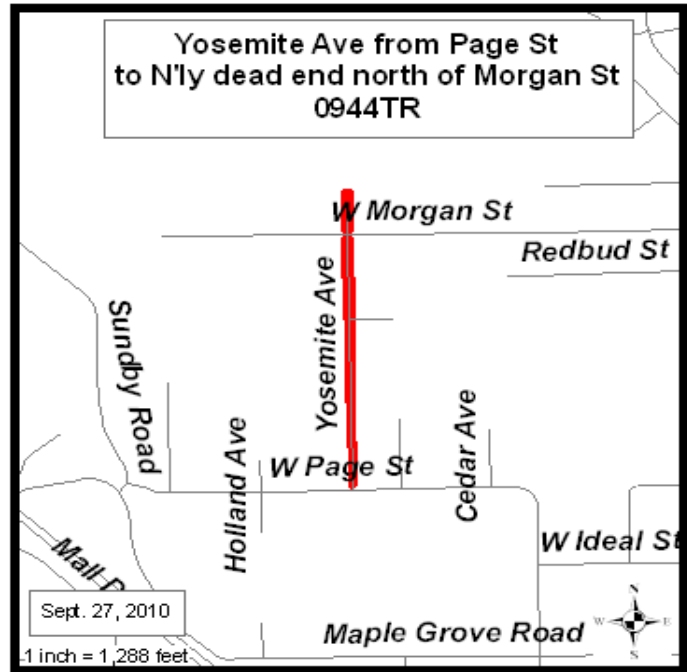 Yosemite Ave from Page St
to N'ly dead end north of Morgan St
0944TR
W Morgan St
Redbud St
Yosemite Ave
Sundby Road
Holland Ave
W Page St
Cedar Ave
W Ideal St
Mall
Sept. 27, 2010
Maple Grove Road
1 inch = 1,288 feet
N
W E
S